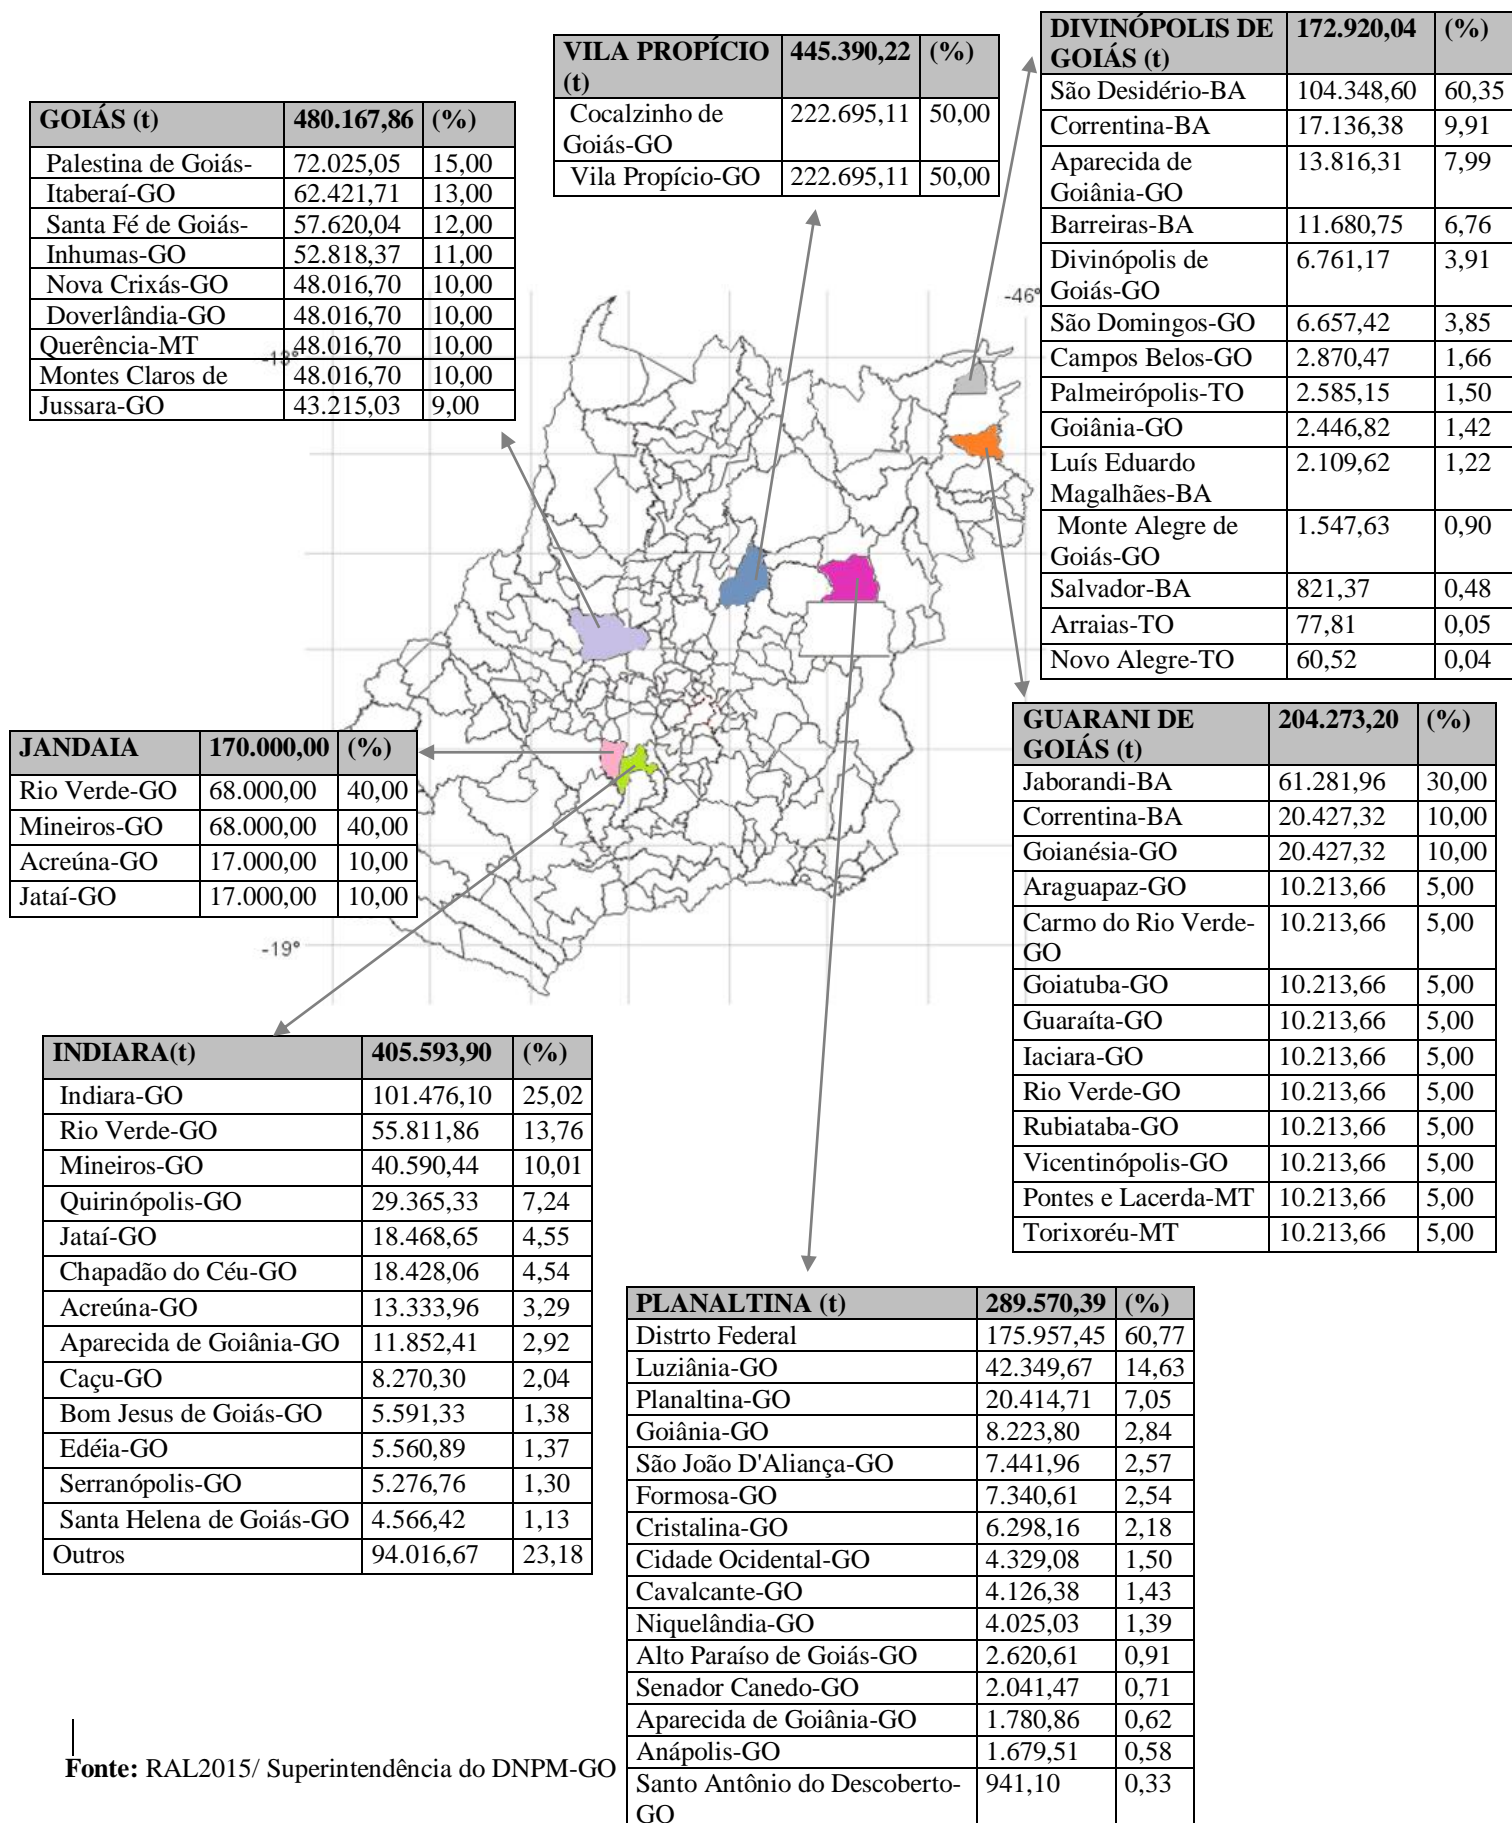 VILA PROPÍCIO (t) 445.390,22 (%)
Cocalzinho de Goiás-GO 222.695,11 50,00
Vila Propício-GO 222.695,11 50,00
DIVINÓPOLIS DE GOIÁS (t) 172.920,04 (%)
São Desidério-BA 104.348,60 60,35
Correntina-BA 17.136,38 9,91
Aparecida de Goiânia-GO 13.816,31 7,99
Barreiras-BA 11.680,75 6,76
Divinópolis de Goiás-GO 6.761,17 3,91
São Domingos-GO 6.657,42 3,85
Campos Belos-GO 2.870,47 1,66
Palmeirópolis-TO 2.585,15 1,50
Goiânia-GO 2.446,82 1,42
Luís Eduardo Magalhães-BA 2.109,62 1,22
Monte Alegre de Goiás-GO 1.547,63 0,90
Salvador-BA 821,37 0,48
Arraias-TO 77,81 0,05
Novo Alegre-TO 60,52 0,04
GOIÁS (t) 480.167,86 (%)
Palestina de Goiás- 72.025,05 15,00
Itaberaí-GO 62.421,71 13,00
Santa Fé de Goiás- 57.620,04 12,00
Inhumas-GO 52.818,37 11,00
Nova Crixás-GO 48.016,70 10,00
Doverlândia-GO 48.016,70 10,00
Querência-MT 48.016,70 10,00
Montes Claros de 48.016,70 10,00
Jussara-GO 43.215,03 9,00
-46°
-13°
-19°
JANDAIA 170.000,00 (%)
Rio Verde-GO 68.000,00 40,00
Mineiros-GO 68.000,00 40,00
Acreúna-GO 17.000,00 10,00
Jataí-GO 17.000,00 10,00
GUARANI DE GOIÁS (t) 204.273,20 (%)
Jaborandi-BA 61.281,96 30,00
Correntina-BA 20.427,32 10,00
Goianésia-GO 20.427,32 10,00
Araguapaz-GO 10.213,66 5,00
Carmo do Rio Verde-GO 10.213,66 5,00
Goiatuba-GO 10.213,66 5,00
Guaraíta-GO 10.213,66 5,00
Iaciara-GO 10.213,66 5,00
Rio Verde-GO 10.213,66 5,00
Rubiataba-GO 10.213,66 5,00
Vicentinópolis-GO 10.213,66 5,00
Pontes e Lacerda-MT 10.213,66 5,00
Torixoréu-MT 10.213,66 5,00
INDIARA(t) 405.593,90 (%)
Indiara-GO 101.476,10 25,02
Rio Verde-GO 55.811,86 13,76
Mineiros-GO 40.590,44 10,01
Quirinópolis-GO 29.365,33 7,24
Jataí-GO 18.468,65 4,55
Chapadão do Céu-GO 18.428,06 4,54
Acreúna-GO 13.333,96 3,29
Aparecida de Goiânia-GO 11.852,41 2,92
Caçu-GO 8.270,30 2,04
Bom Jesus de Goiás-GO 5.591,33 1,38
Edéia-GO 5.560,89 1,37
Serranópolis-GO 5.276,76 1,30
Santa Helena de Goiás-GO 4.566,42 1,13
Outros 94.016,67 23,18
PLANALTINA (t) 289.570,39 (%)
Distrto Federal 175.957,45 60,77
Luziânia-GO 42.349,67 14,63
Planaltina-GO 20.414,71 7,05
Goiânia-GO 8.223,80 2,84
São João D'Aliança-GO 7.441,96 2,57
Formosa-GO 7.340,61 2,54
Cristalina-GO 6.298,16 2,18
Cidade Ocidental-GO 4.329,08 1,50
Cavalcante-GO 4.126,38 1,43
Niquelândia-GO 4.025,03 1,39
Alto Paraíso de Goiás-GO 2.620,61 0,91
Senador Canedo-GO 2.041,47 0,71
Aparecida de Goiânia-GO 1.780,86 0,62
Anápolis-GO 1.679,51 0,58
Santo Antônio do Descoberto-GO 941,10 0,33
Fonte: RAL2015/ Superintendência do DNPM-GO